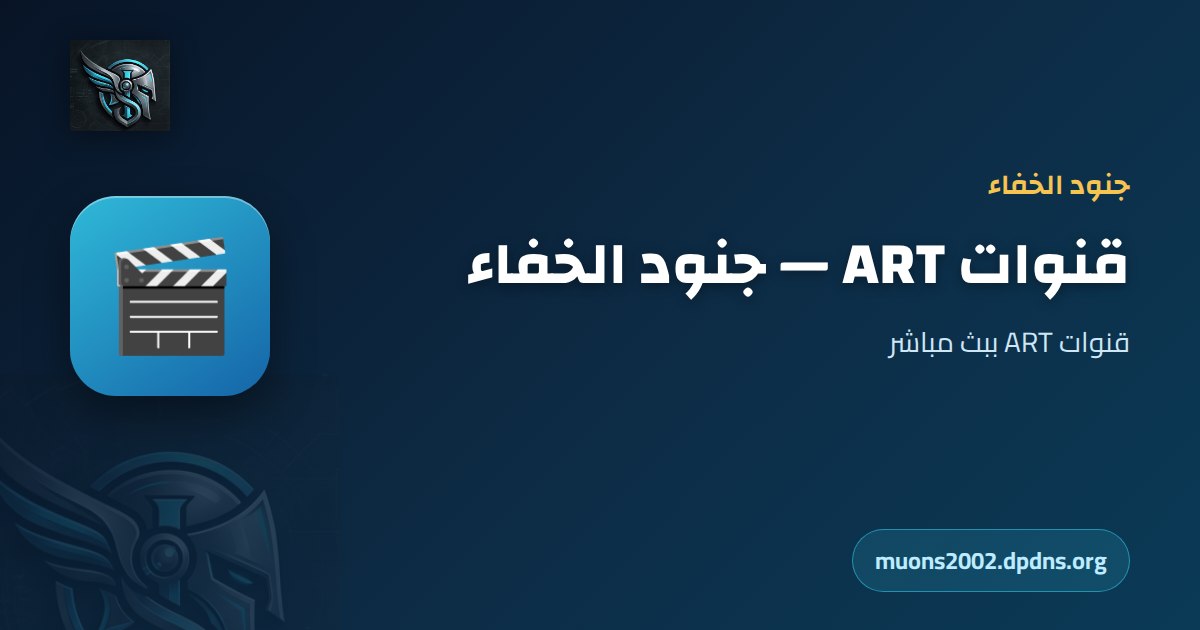 جنود الخفاء
قنوات ART — جنود الخفاء
قنوات ART ببث مباشر
muons2002.dpdns.org